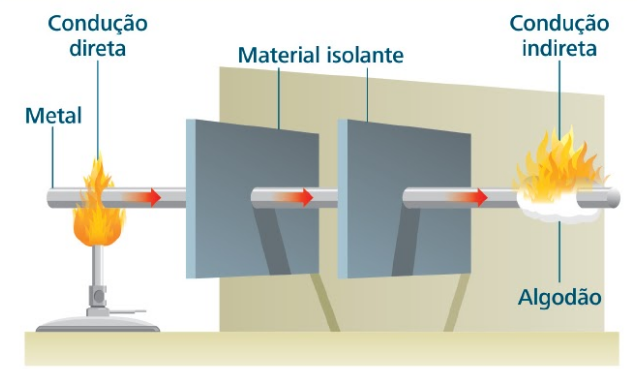 Condução
direta
Material isolante
Condução
indireta
Metal
Algodão